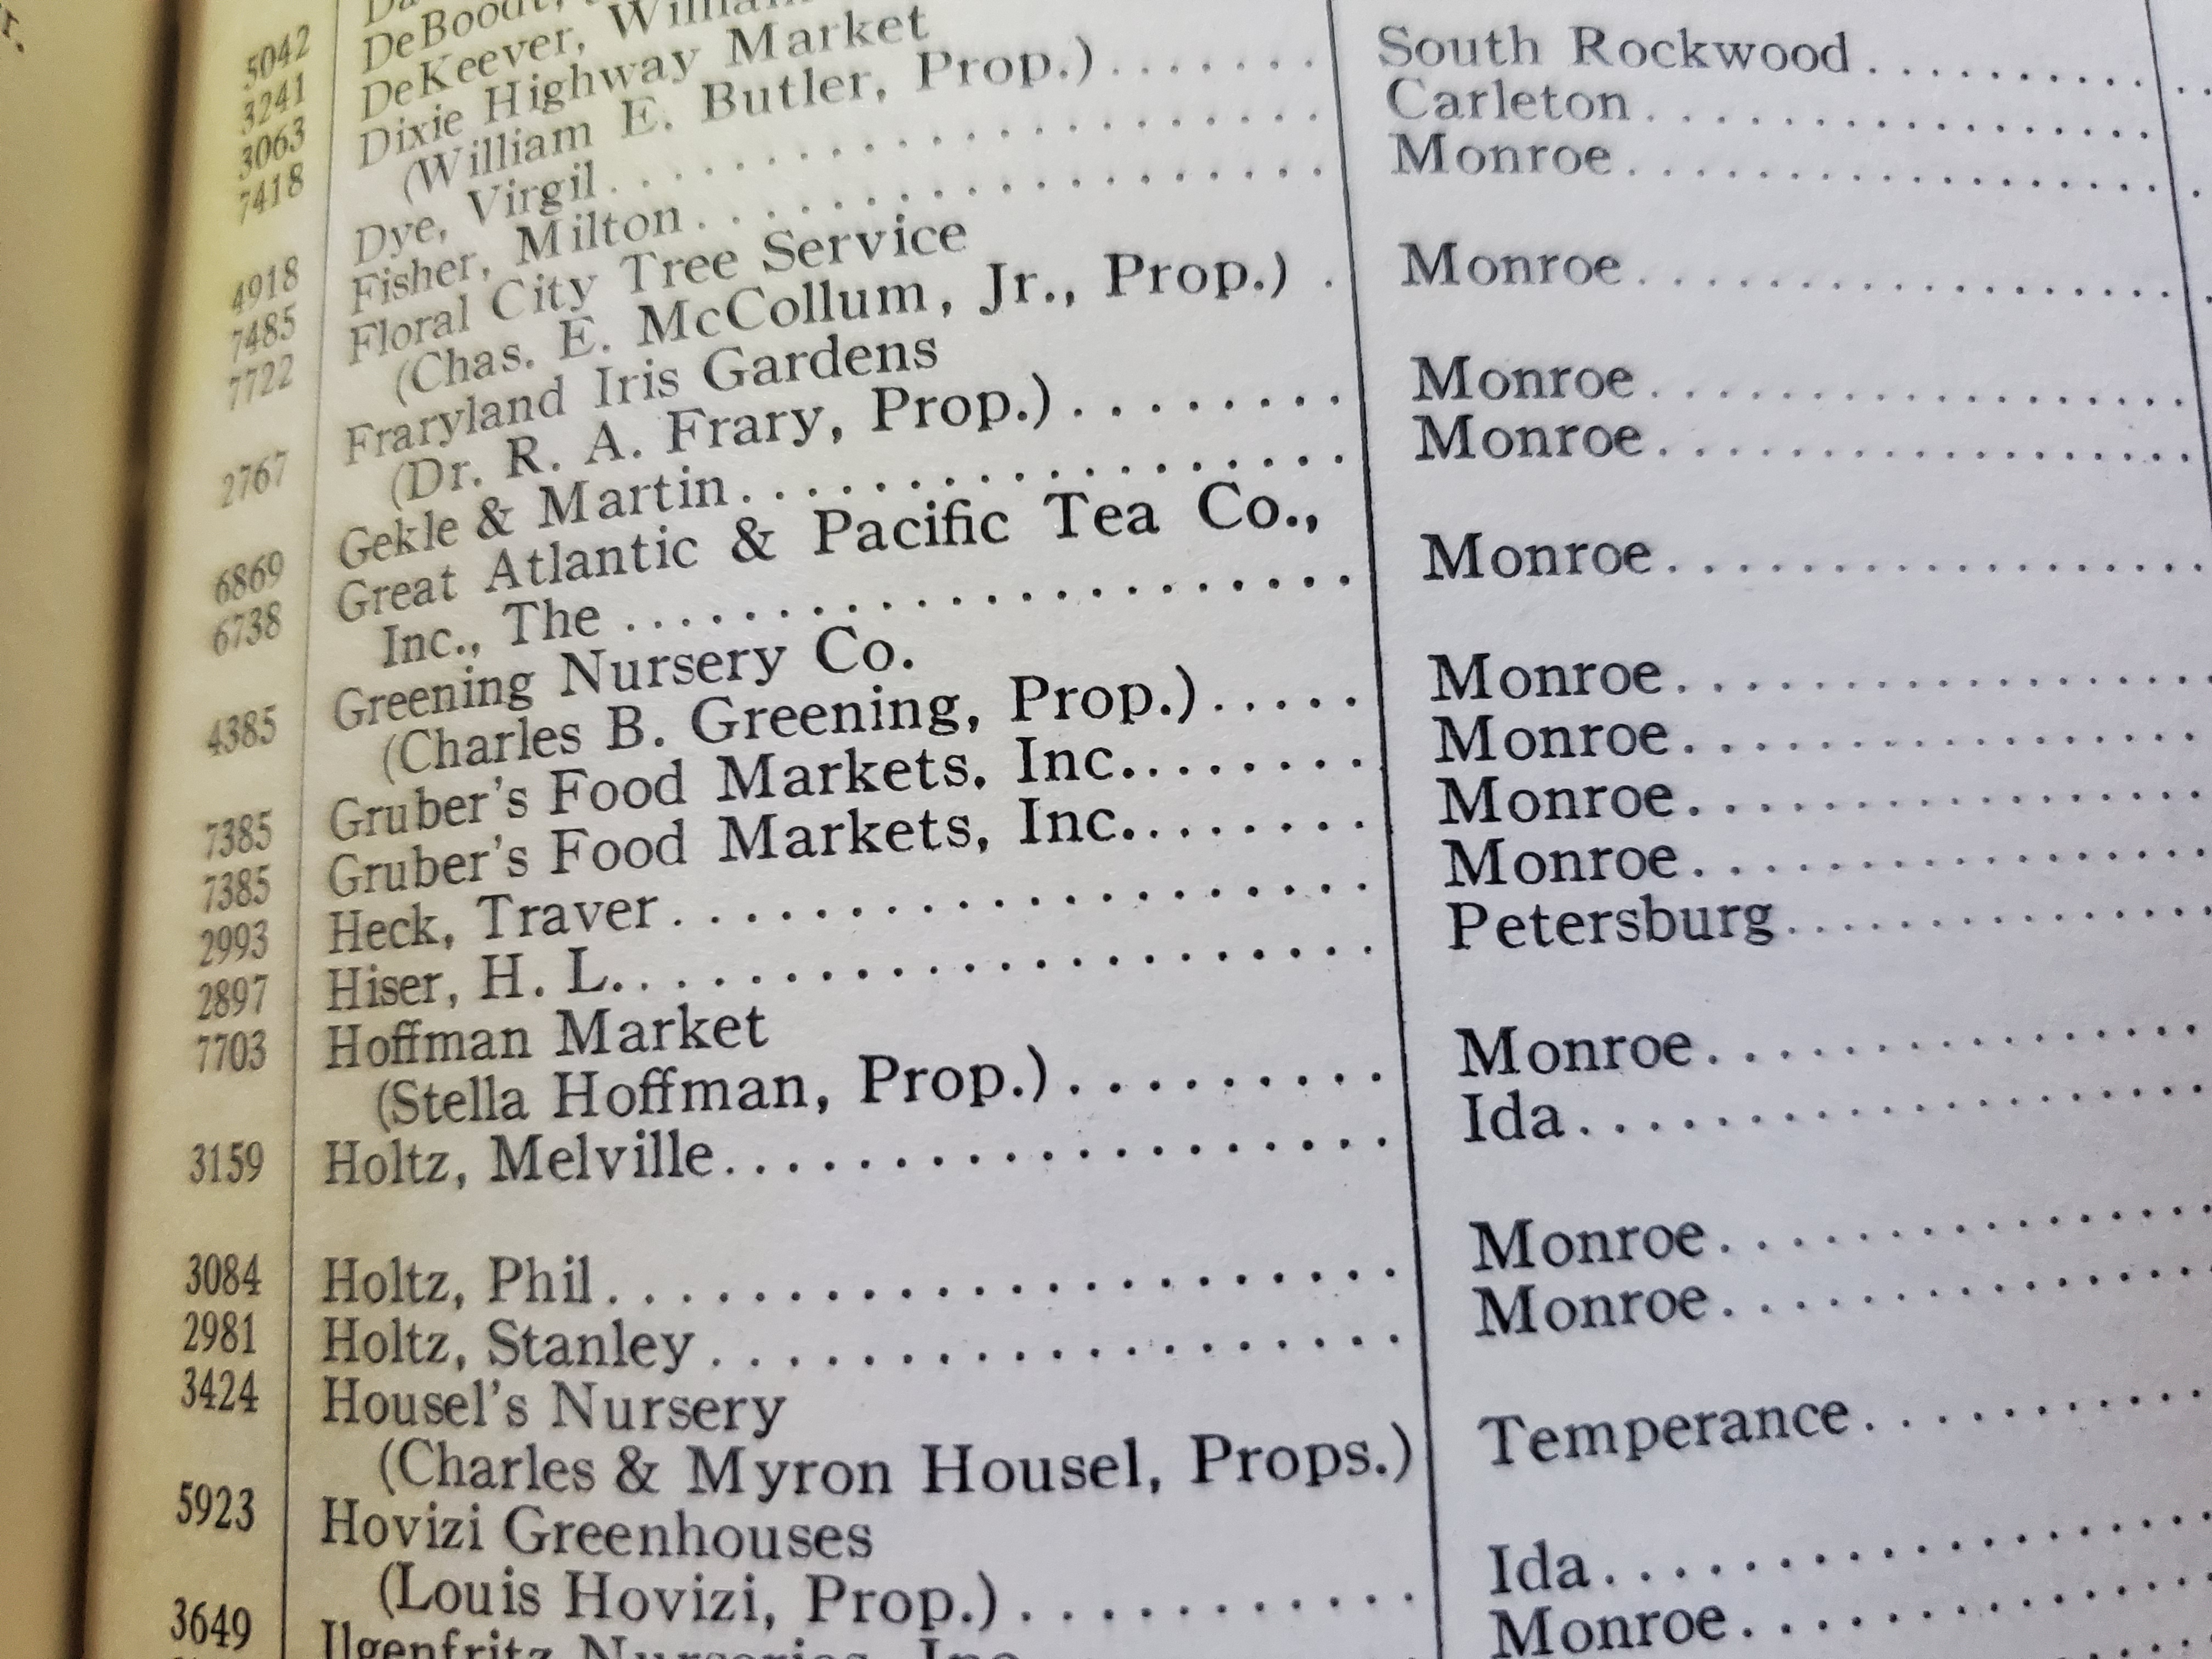 5042
3241 DeBoodt,
3063 DeKeever,
7418 Dixie Highway Market
(William E. Butler, Prop.) South Rockwood
4918 Dye, Virgil Carleton
7485 Fisher, Milton Monroe
7722 Floral City Tree Service
(Chas. E. McCollum, Jr., Prop.) Monroe
2767 Fraryland Iris Gardens
(Dr. R. A. Frary, Prop.) Monroe
6869 Gekle & Martin Monroe
6738 Great Atlantic & Pacific Tea Co.,
Inc., The Monroe
4385 Greening Nursery Co.
(Charles B. Greening, Prop.) Monroe
7385 Gruber's Food Markets, Inc. Monroe
7385 Gruber's Food Markets, Inc. Monroe
2993 Heck, Traver Monroe
2897 Hiser, H. L. Petersburg
7703 Hoffman Market
(Stella Hoffman, Prop.) Monroe
3159 Holtz, Melville Ida
3084 Holtz, Phil Monroe
2981 Holtz, Stanley Monroe
3424 Housel's Nursery
(Charles & Myron Housel, Props.) Temperance
5923 Hovizi Greenhouses
(Louis Hovizi, Prop.) Ida
3649 Ilgenfritz Nurseries, Inc. Monroe